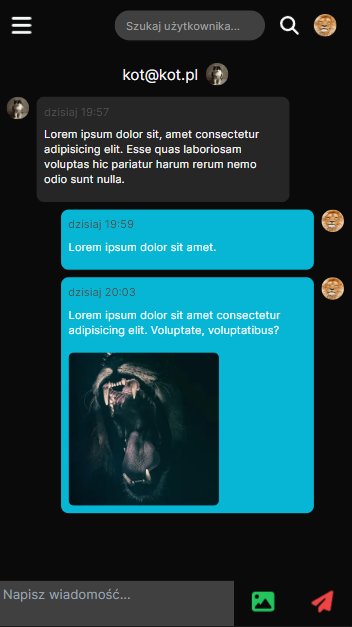 Szukaj użytkownika...
kot@kot.pl
dzisiaj 19:57
Lorem ipsum dolor sit, amet consectetur
adipisicing elit. Esse quas laboriosam
voluptas hic pariatur harum rerum nemo
odio sunt nulla.
dzisiaj 19:59
Lorem ipsum dolor sit amet.
dzisiaj 20:03
Lorem ipsum dolor sit amet consectetur
adipisicing elit. Voluptate, voluptatibus?
Napisz wiadomość...